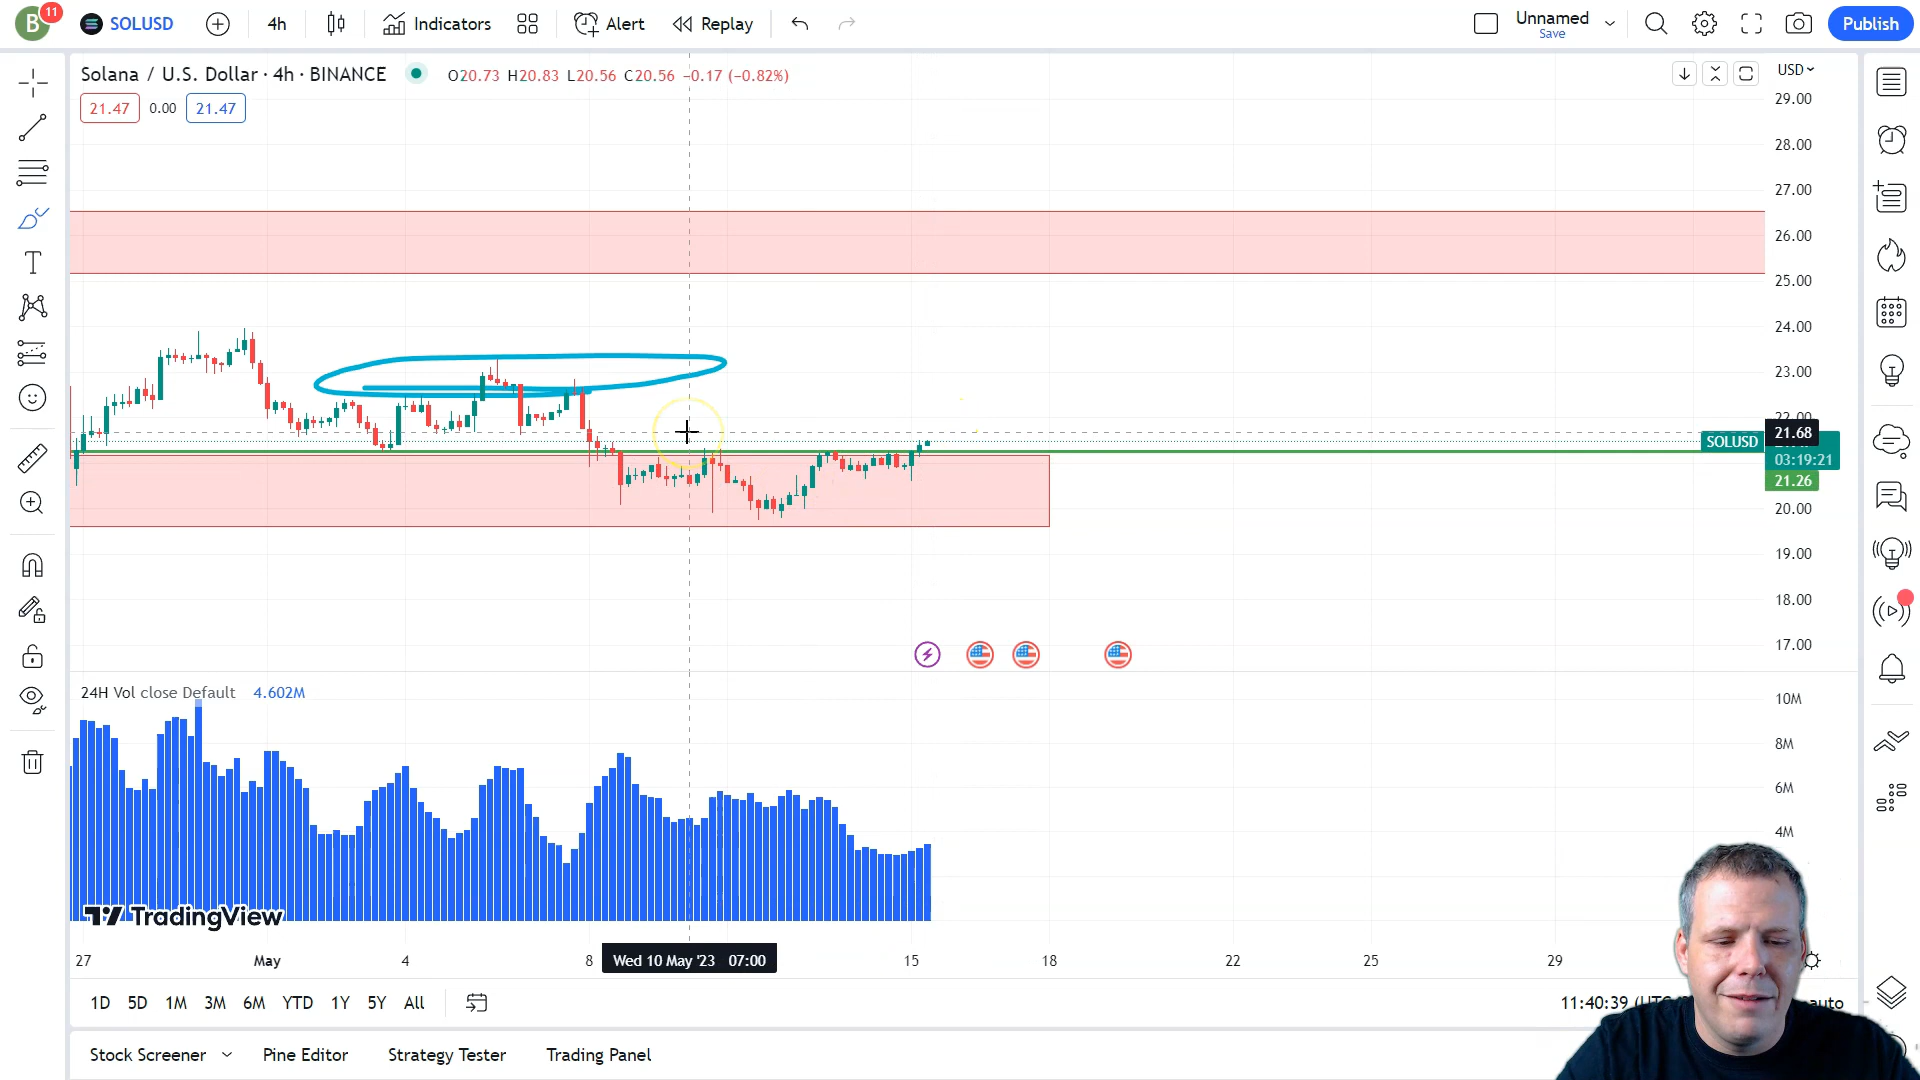 B 11 SOLUSD 4h Indicators Alert Replay Unnamed Save Publish
Solana / U.S. Dollar · 4h · BINANCE O20.73 H20.83 L20.56 C20.56 −0.17 (−0.82%) USD
21.47 0.00 21.47
29.00
28.00
27.00
26.00
25.00
24.00
23.00
22.00
21.68
SOLUSD
03:19:21
21.26
20.00
19.00
18.00
17.00
24H Vol close Default 4.602M
10M
8M
6M
4M
TradingView
27 May 4 8 Wed 10 May '23 07:00 15 18 22 25 29
1D 5D 1M 3M 6M YTD 1Y 5Y All 11:40:39 auto
Stock Screener Pine Editor Strategy Tester Trading Panel